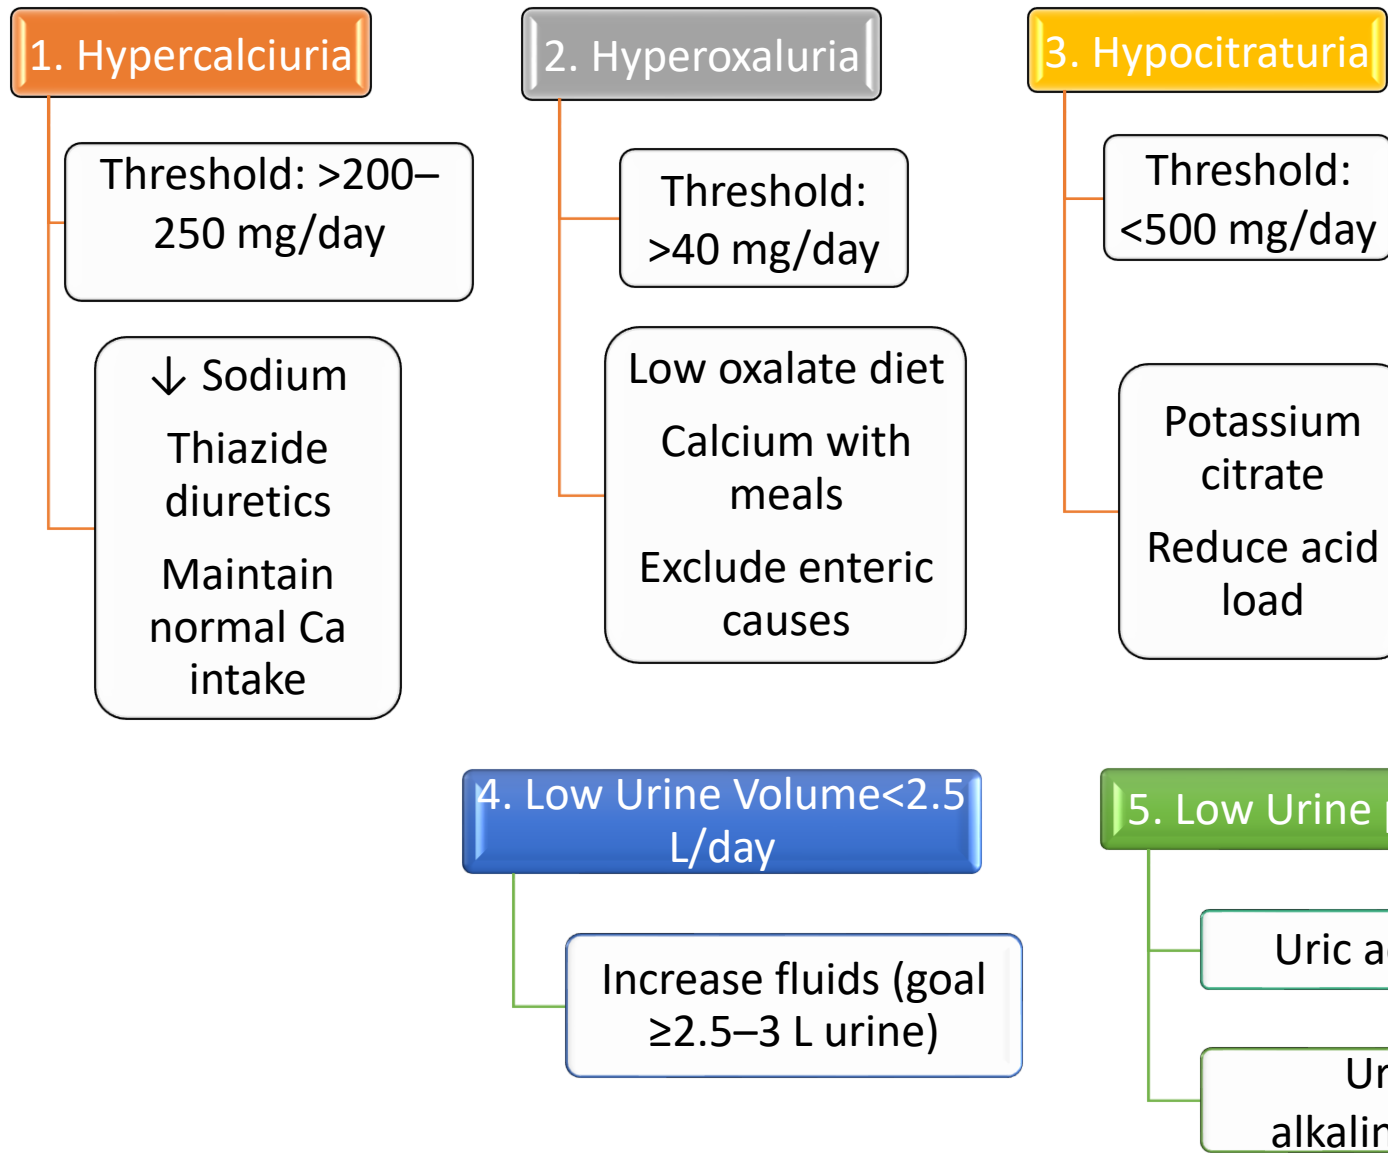 1. Hypercalciuria
Threshold: >200–
250 mg/day
↓ Sodium
Thiazide
diuretics
Maintain
normal Ca
intake
2. Hyperoxaluria
Threshold:
>40 mg/day
Low oxalate diet
Calcium with
meals
Exclude enteric
causes
3. Hypocitraturia
Threshold:
<500 mg/day
Potassium
citrate
Reduce acid
load
4. Low Urine Volume<2.5
L/day
Increase fluids (goal
≥2.5–3 L urine)
5. Low Urine
Uric